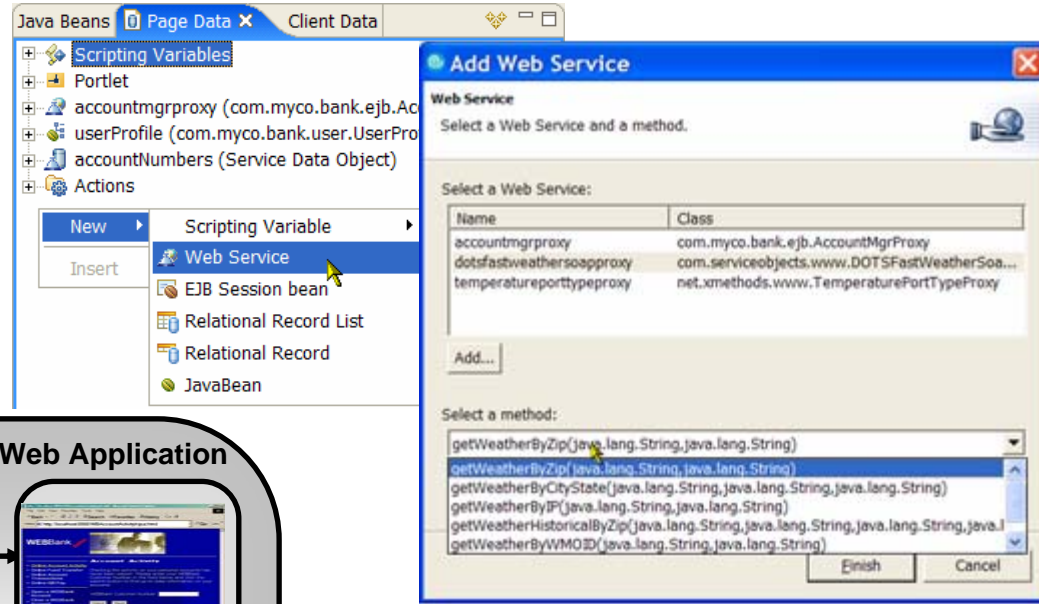 Java Beans
Page Data
Client Data
Scripting Variables
Portlet
accountmgrproxy (com.myco.bank.ejb.Acc
userProfile (com.myco.bank.user.UserPro
accountNumbers (Service Data Object)
Actions
New
Insert
Scripting Variable
Web Service
EJB Session bean
Relational Record List
Relational Record
JavaBean
Add Web Service
Web Service
Select a Web Service and a method.
Select a Web Service:
Name Class
accountmgrproxy com.myco.bank.ejb.AccountMgrProxy
dotsfastweathersoapproxy com.serviceobjects.www.DOTSFastWeatherSoa...
temperatureporttypeproxy net.xmethods.www.TemperaturePortTypeProxy
Add...
Select a method:
getWeatherByZip(java.lang.String,java.lang.String)
getWeatherByZip(java.lang.String,java.lang.String)
getWeatherByCityState(java.lang.String,java.lang.String,java.lang.String)
getWeatherByIP(java.lang.String,java.lang.String)
getWeatherHistoricalByZip(java.lang.String,java.lang.String,java.lang.String,java.l
getWeatherByWMOID(java.lang.String,java.lang.String)
Finish
Cancel
Web Application
WEBBank
Account Activity